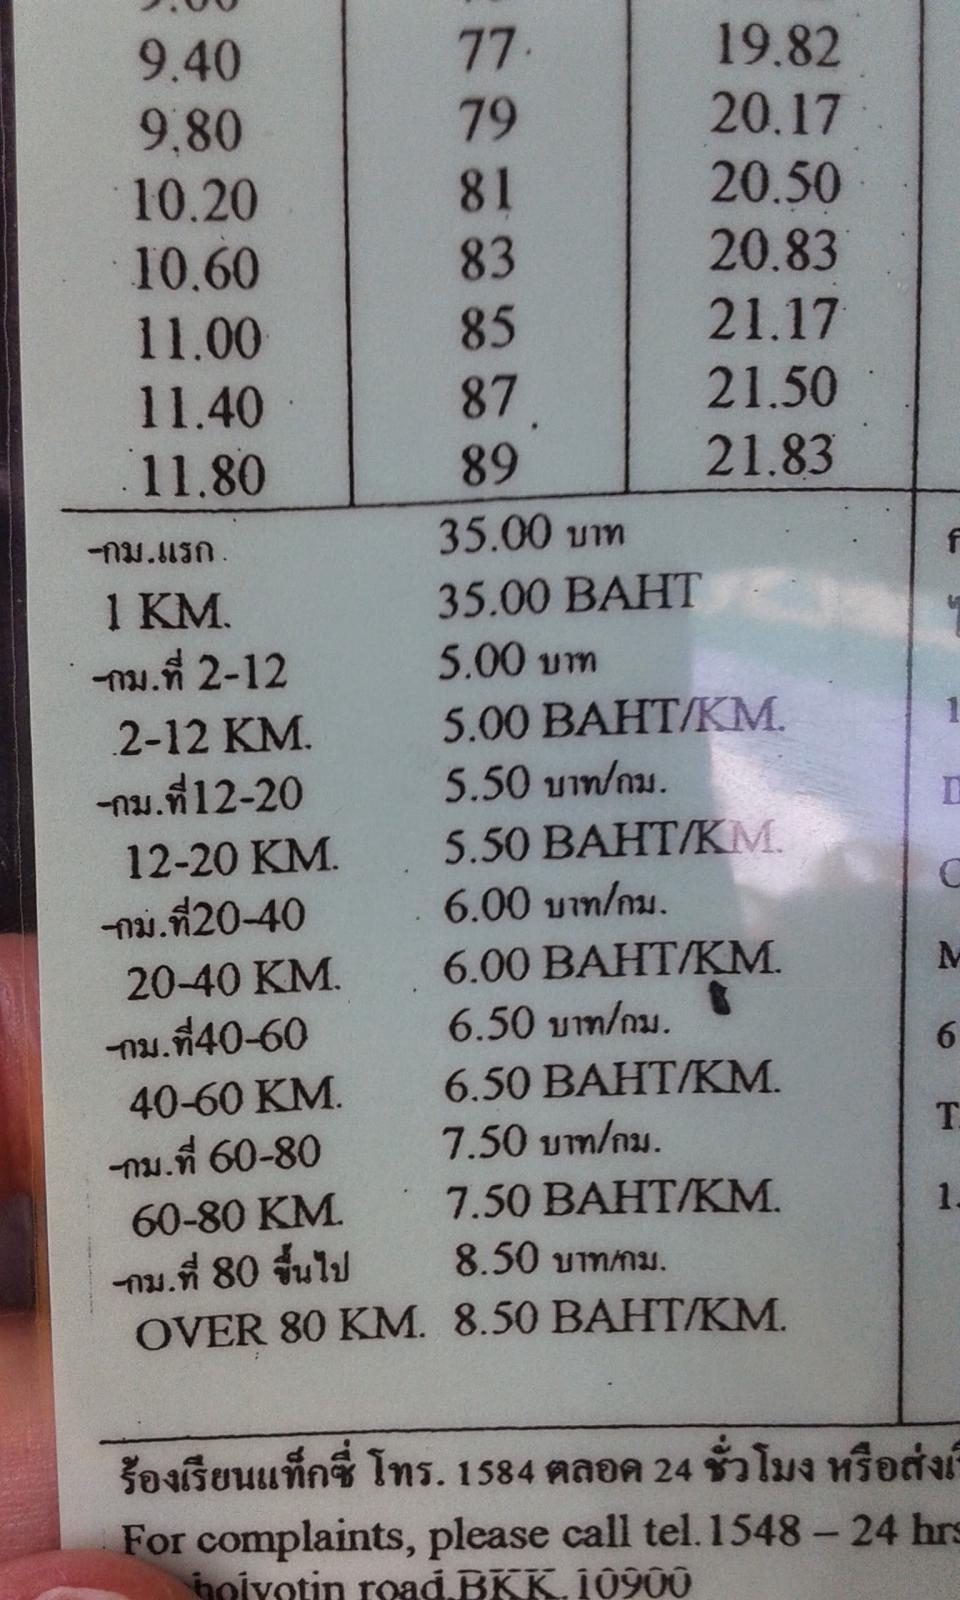 9.40 77 19.82
9.80 79 20.17
10.20 81 20.50
10.60 83 20.83
11.00 85 21.17
11.40 87 21.50
11.80 89 21.83
-กม.แรก 35.00 บาท
1 KM. 35.00 BAHT
-กม.ที่ 2-12 5.00 บาท
2-12 KM. 5.00 BAHT/KM.
-กม.ที่12-20 5.50 บาท/กม.
12-20 KM. 5.50 BAHT/KM.
-กม.ที่20-40 6.00 บาท/กม.
20-40 KM. 6.00 BAHT/KM.
-กม.ที่40-60 6.50 บาท/กม.
40-60 KM. 6.50 BAHT/KM.
-กม.ที่ 60-80 7.50 บาท/กม.
60-80 KM. 7.50 BAHT/KM.
-กม.ที่ 80 ขึ้นไป 8.50 บาท/กม.
OVER 80 KM. 8.50 BAHT/KM.
ร้องเรียนแท็กซี่ โทร. 1584 ตลอด 24 ชั่วโมง หรือส่ง
For complaints, please call tel.1548 – 24 hrs
road.BKK.10900